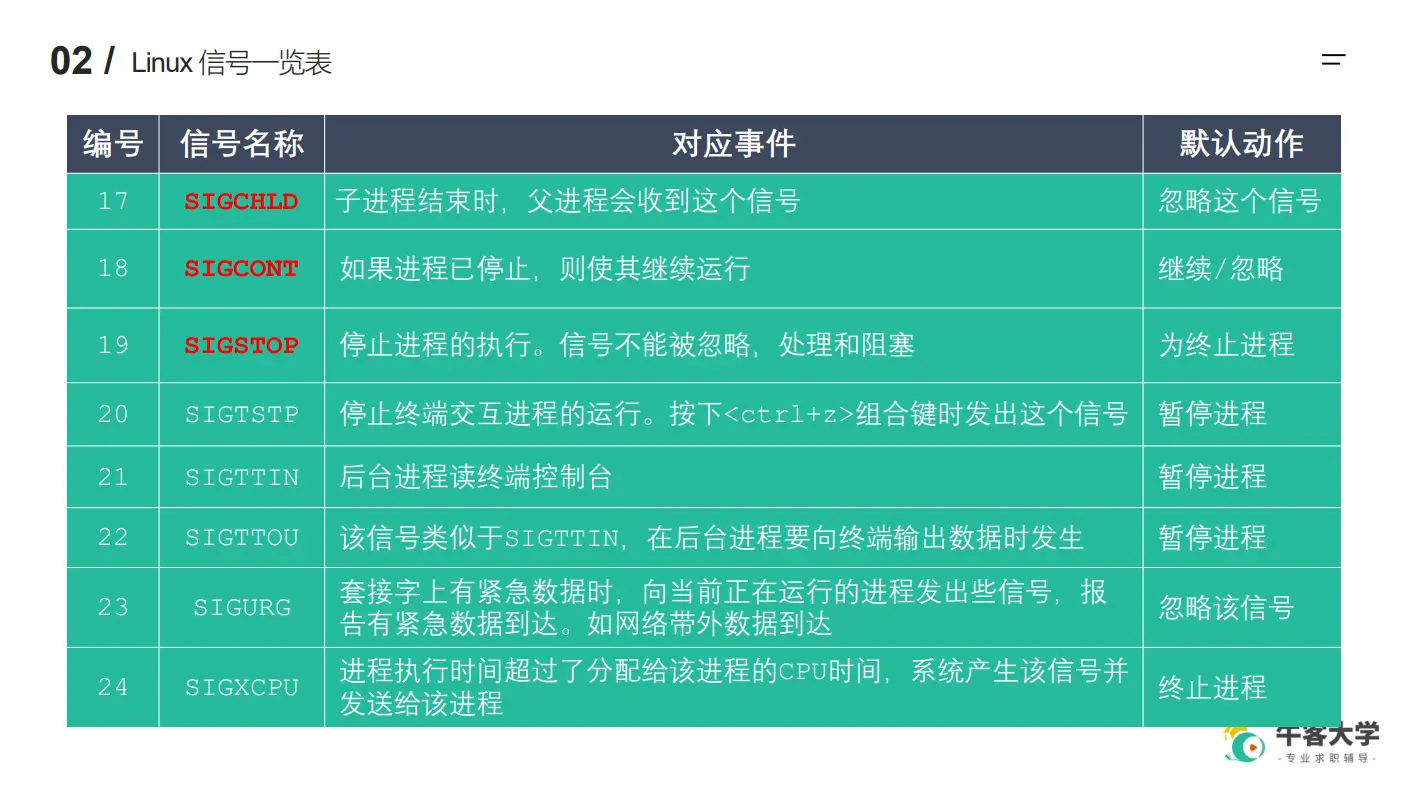 02 / Linux 信号一览表
编号 信号名称 对应事件 默认动作
17 SIGCHLD 子进程结束时，父进程会收到这个信号 忽略这个信号
18 SIGCONT 如果进程已停止，则使其继续运行 继续/忽略
19 SIGSTOP 停止进程的执行。信号不能被忽略，处理和阻塞 为终止进程
20 SIGTSTP 停止终端交互进程的运行。按下<ctrl+z>组合键时发出这个信号 暂停进程
21 SIGTTIN 后台进程读终端控制台 暂停进程
22 SIGTTOU 该信号类似于SIGTTIN，在后台进程要向终端输出数据时发生 暂停进程
23 SIGURG 套接字上有紧急数据时，向当前正在运行的进程发出些信号，报
告有紧急数据到达。如网络带外数据到达 忽略该信号
24 SIGXCPU 进程执行时间超过了分配给该进程的CPU时间，系统产生该信号并
发送给该进程 终止进程
牛客大学
-专业求职辅导-